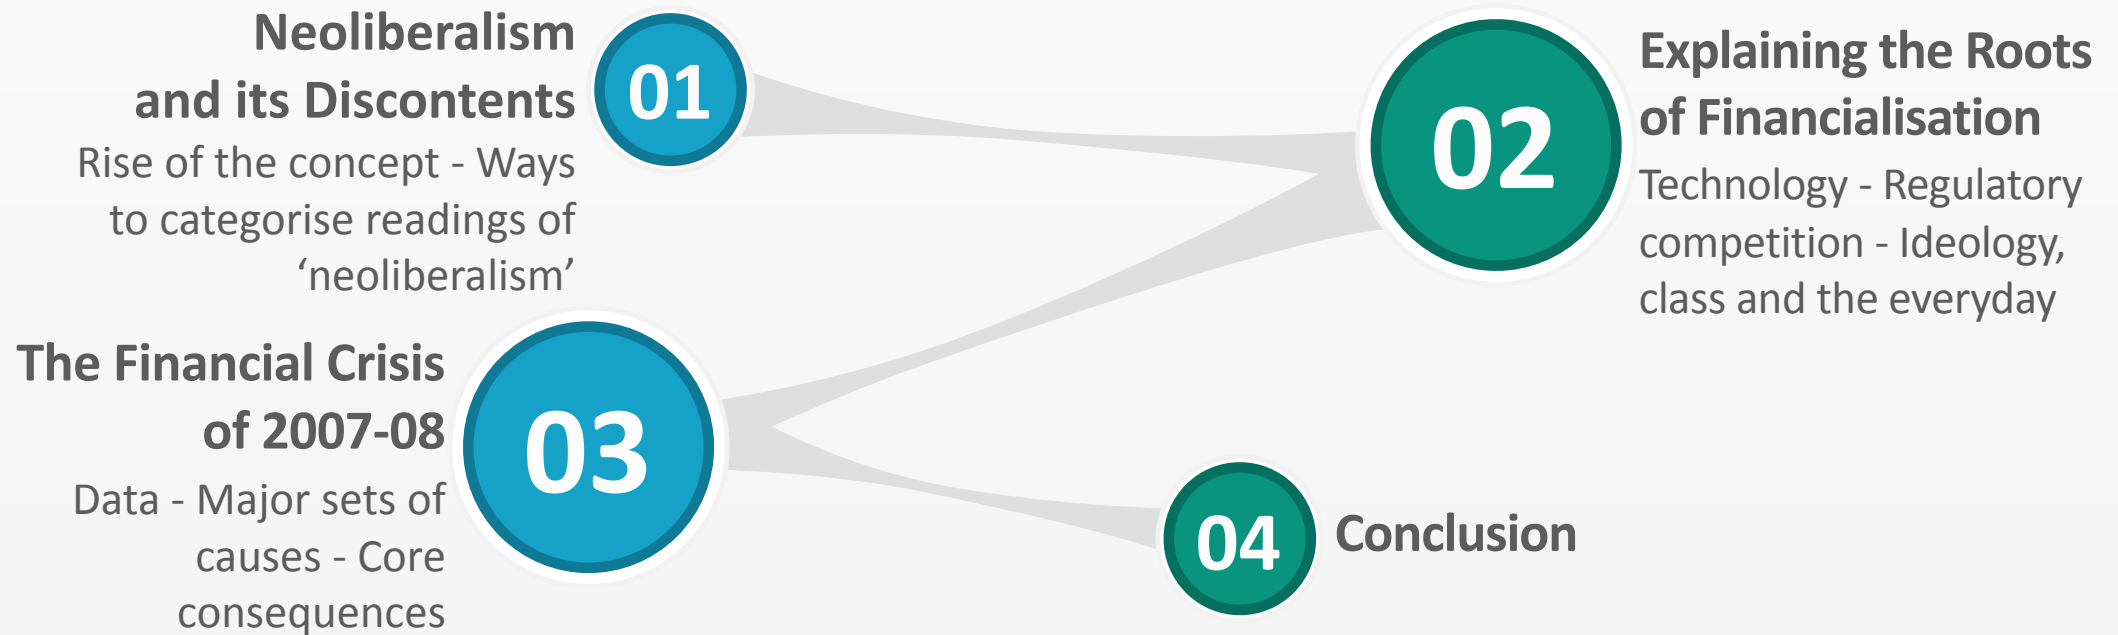 01
Neoliberalism
and its Discontents
Rise of the concept - Ways
to categorise readings of
‘neoliberalism’
02
Explaining the Roots
of Financialisation
Technology - Regulatory
competition - Ideology,
class and the everyday
03
The Financial Crisis
of 2007-08
Data - Major sets of
causes - Core
consequences
04
Conclusion